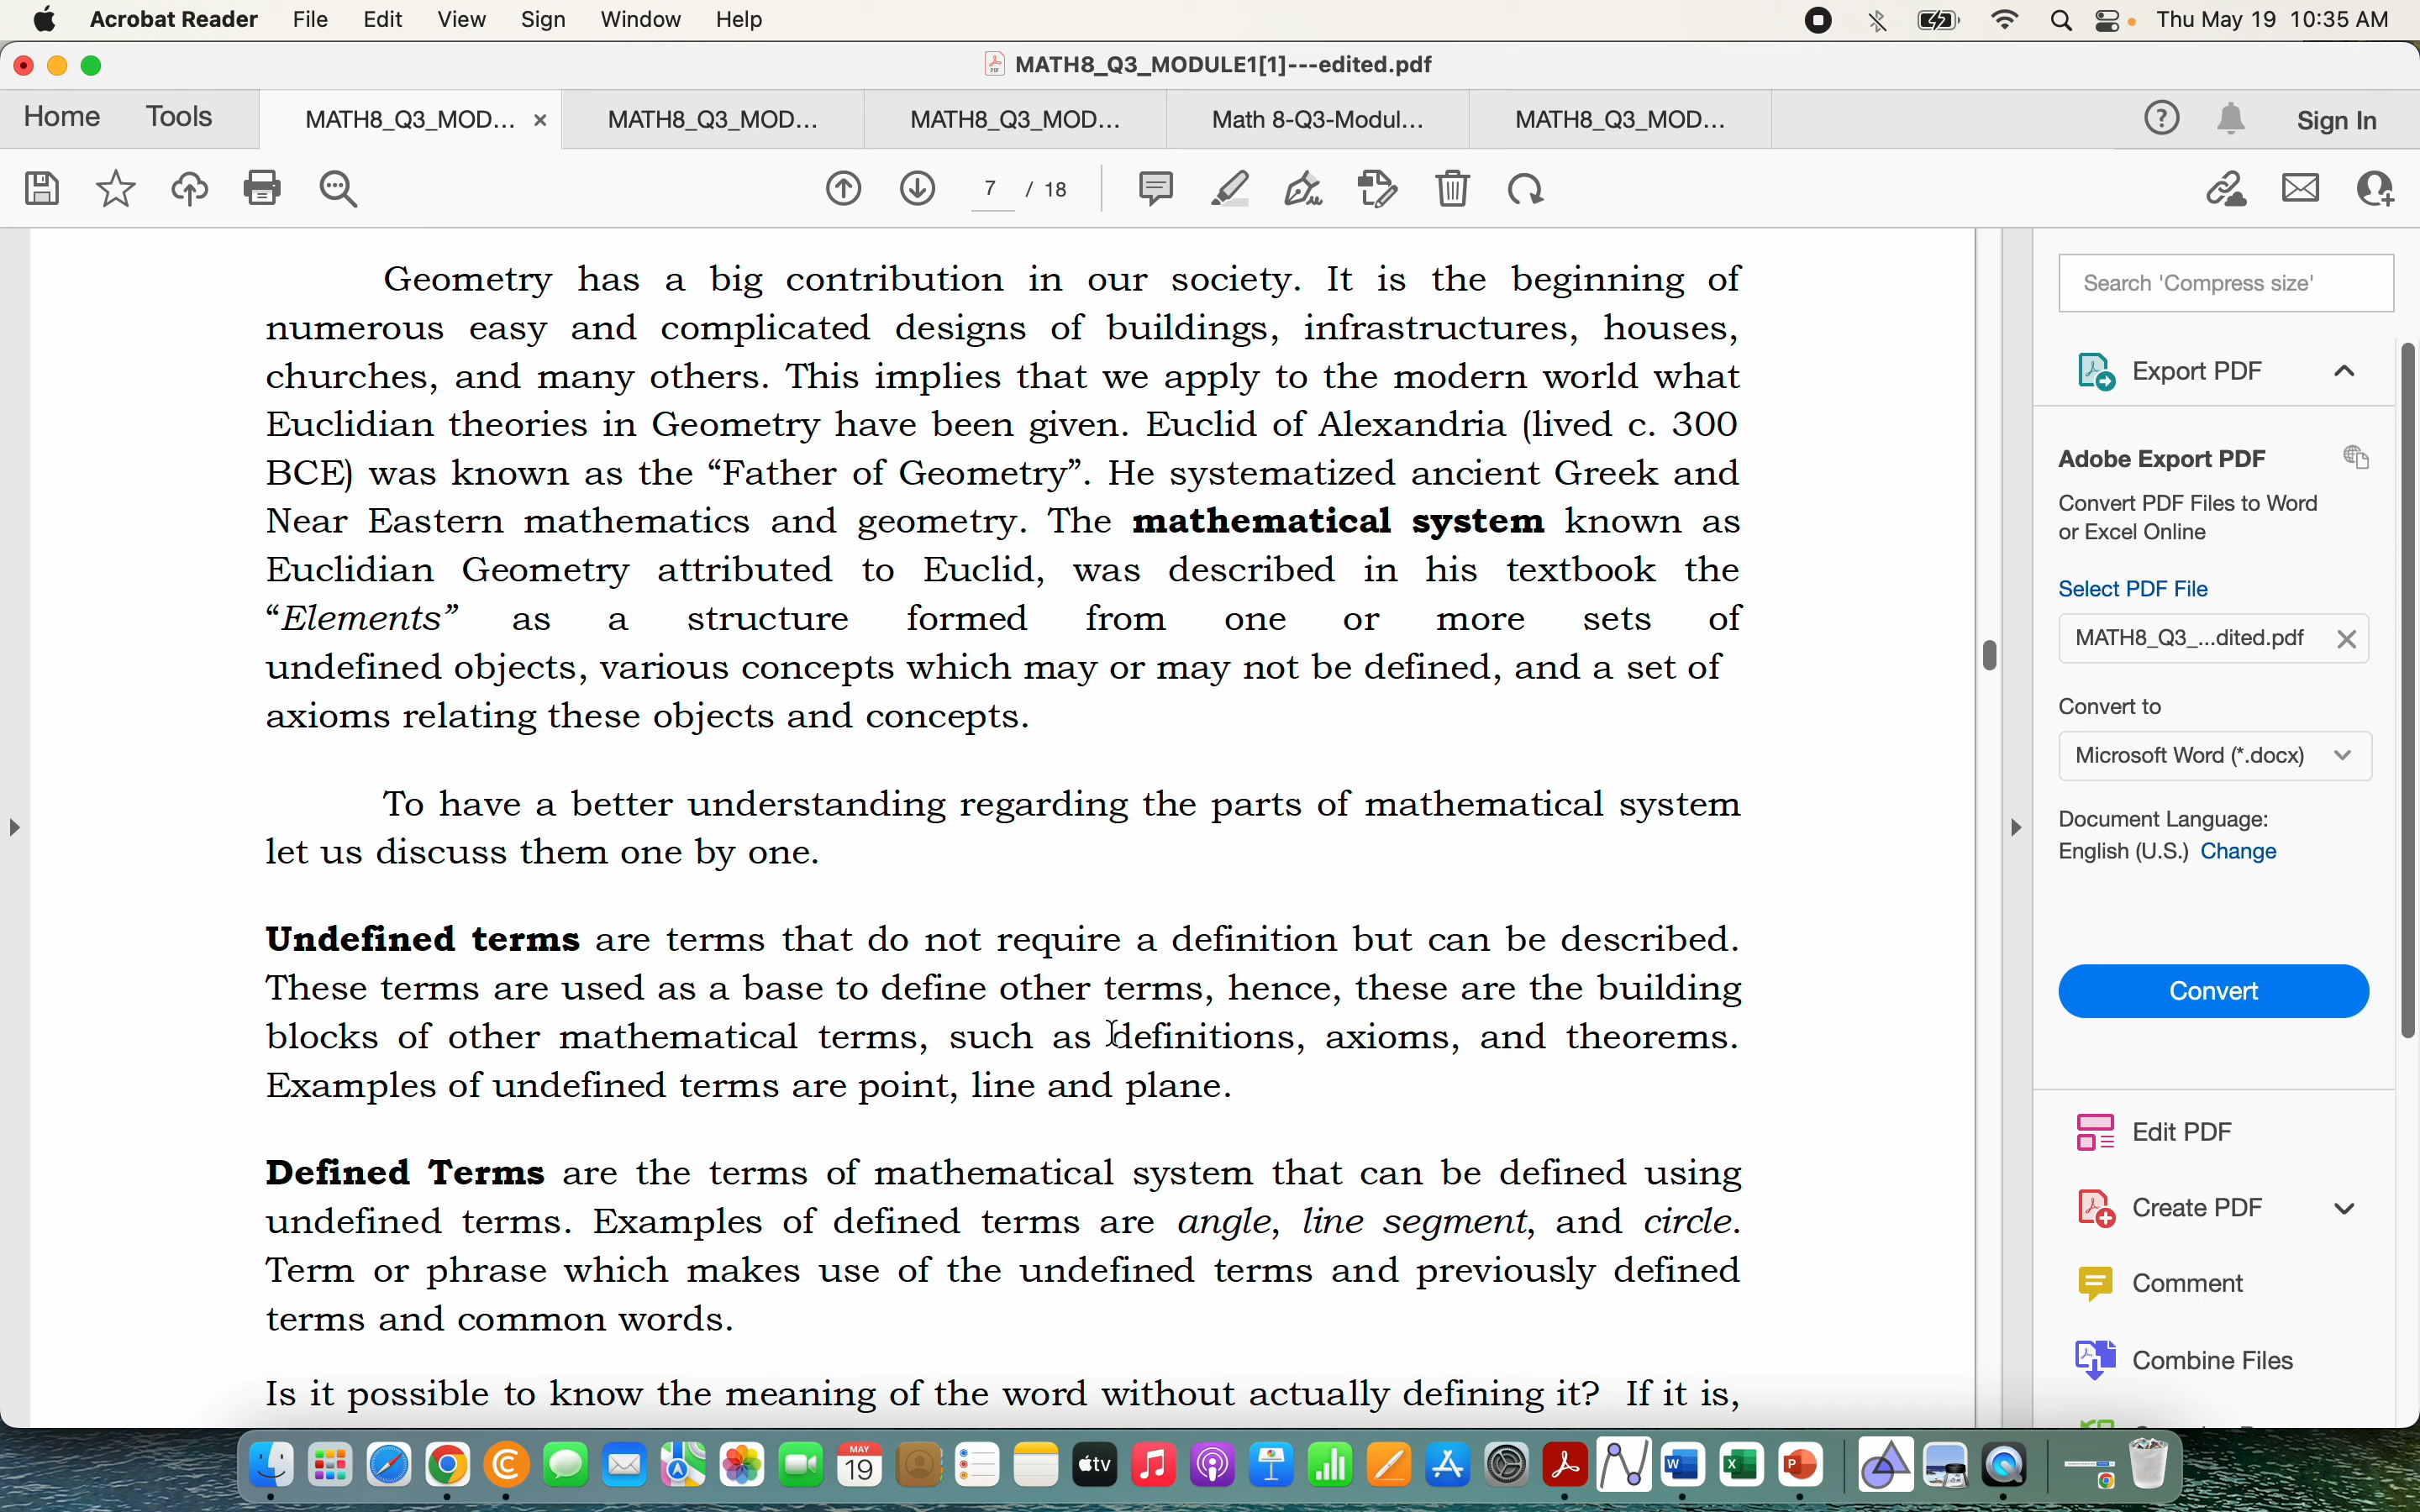 Acrobat Reader File Edit View Sign Window Help Thu May 19 10:35 AM
MATH8_Q3_MODULE1[1]---edited.pdf
Home Tools MATH8_Q3_MOD... × MATH8_Q3_MOD... MATH8_Q3_MOD... Math 8-Q3-Modul... MATH8_Q3_MOD... Sign In
7 / 18
Geometry has a big contribution in our society. It is the beginning of
numerous easy and complicated designs of buildings, infrastructures, houses,
churches, and many others. This implies that we apply to the modern world what
Euclidian theories in Geometry have been given. Euclid of Alexandria (lived c. 300
BCE) was known as the “Father of Geometry”. He systematized ancient Greek and
Near Eastern mathematics and geometry. The mathematical system known as
Euclidian Geometry attributed to Euclid, was described in his textbook the
“Elements” as a structure formed from one or more sets of
undefined objects, various concepts which may or may not be defined, and a set of
axioms relating these objects and concepts.
To have a better understanding regarding the parts of mathematical system
let us discuss them one by one.
Undefined terms are terms that do not require a definition but can be described.
These terms are used as a base to define other terms, hence, these are the building
blocks of other mathematical terms, such as definitions, axioms, and theorems.
Examples of undefined terms are point, line and plane.
Defined Terms are the terms of mathematical system that can be defined using
undefined terms. Examples of defined terms are angle, line segment, and circle.
Term or phrase which makes use of the undefined terms and previously defined
terms and common words.
Is it possible to know the meaning of the word without actually defining it? If it is,
Search 'Compress size'
Export PDF
Adobe Export PDF
Convert PDF Files to Word
or Excel Online
Select PDF File
MATH8_Q3_...dited.pdf
Convert to
Microsoft Word (*.docx)
Document Language:
English (U.S.) Change
Convert
Edit PDF
Create PDF
Comment
Combine Files
MAY
19
tv
W
X
P